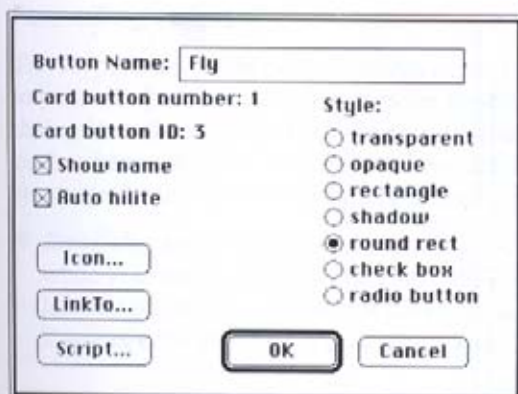 Button Name: Fly
Card button number: 1
Card button ID: 3
Show name
Auto hilite
Icon...
LinkTo...
Script...
Style:
transparent
opaque
rectangle
shadow
round rect
check box
radio button
OK
Cancel